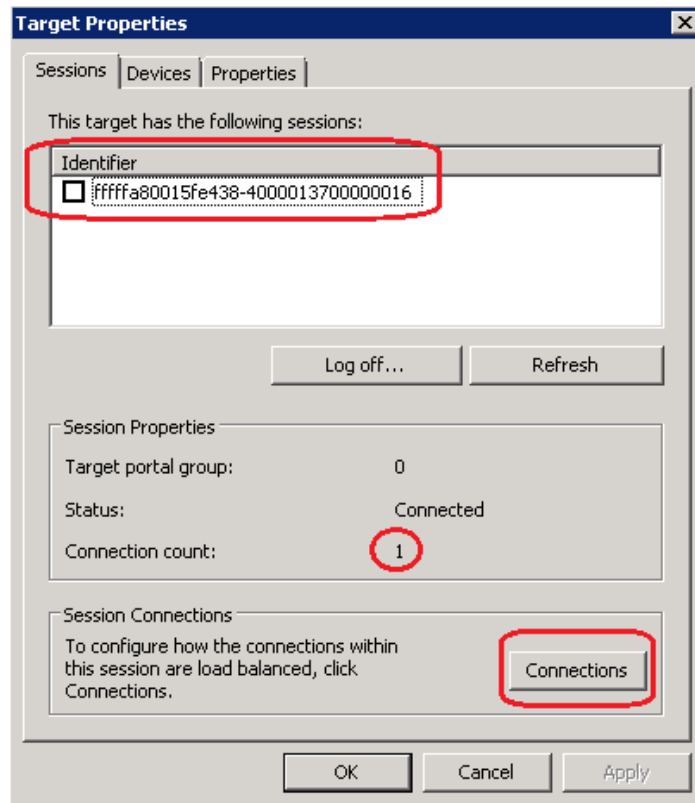 Target Properties
Sessions Devices Properties
This target has the following sessions:
Identifier
fffffa80015fe438-4000013700000016
Log off... Refresh
Session Properties
Target portal group: 0
Status: Connected
Connection count: 1
Session Connections
To configure how the connections within
this session are load balanced, click
Connections.
Connections
OK Cancel Apply